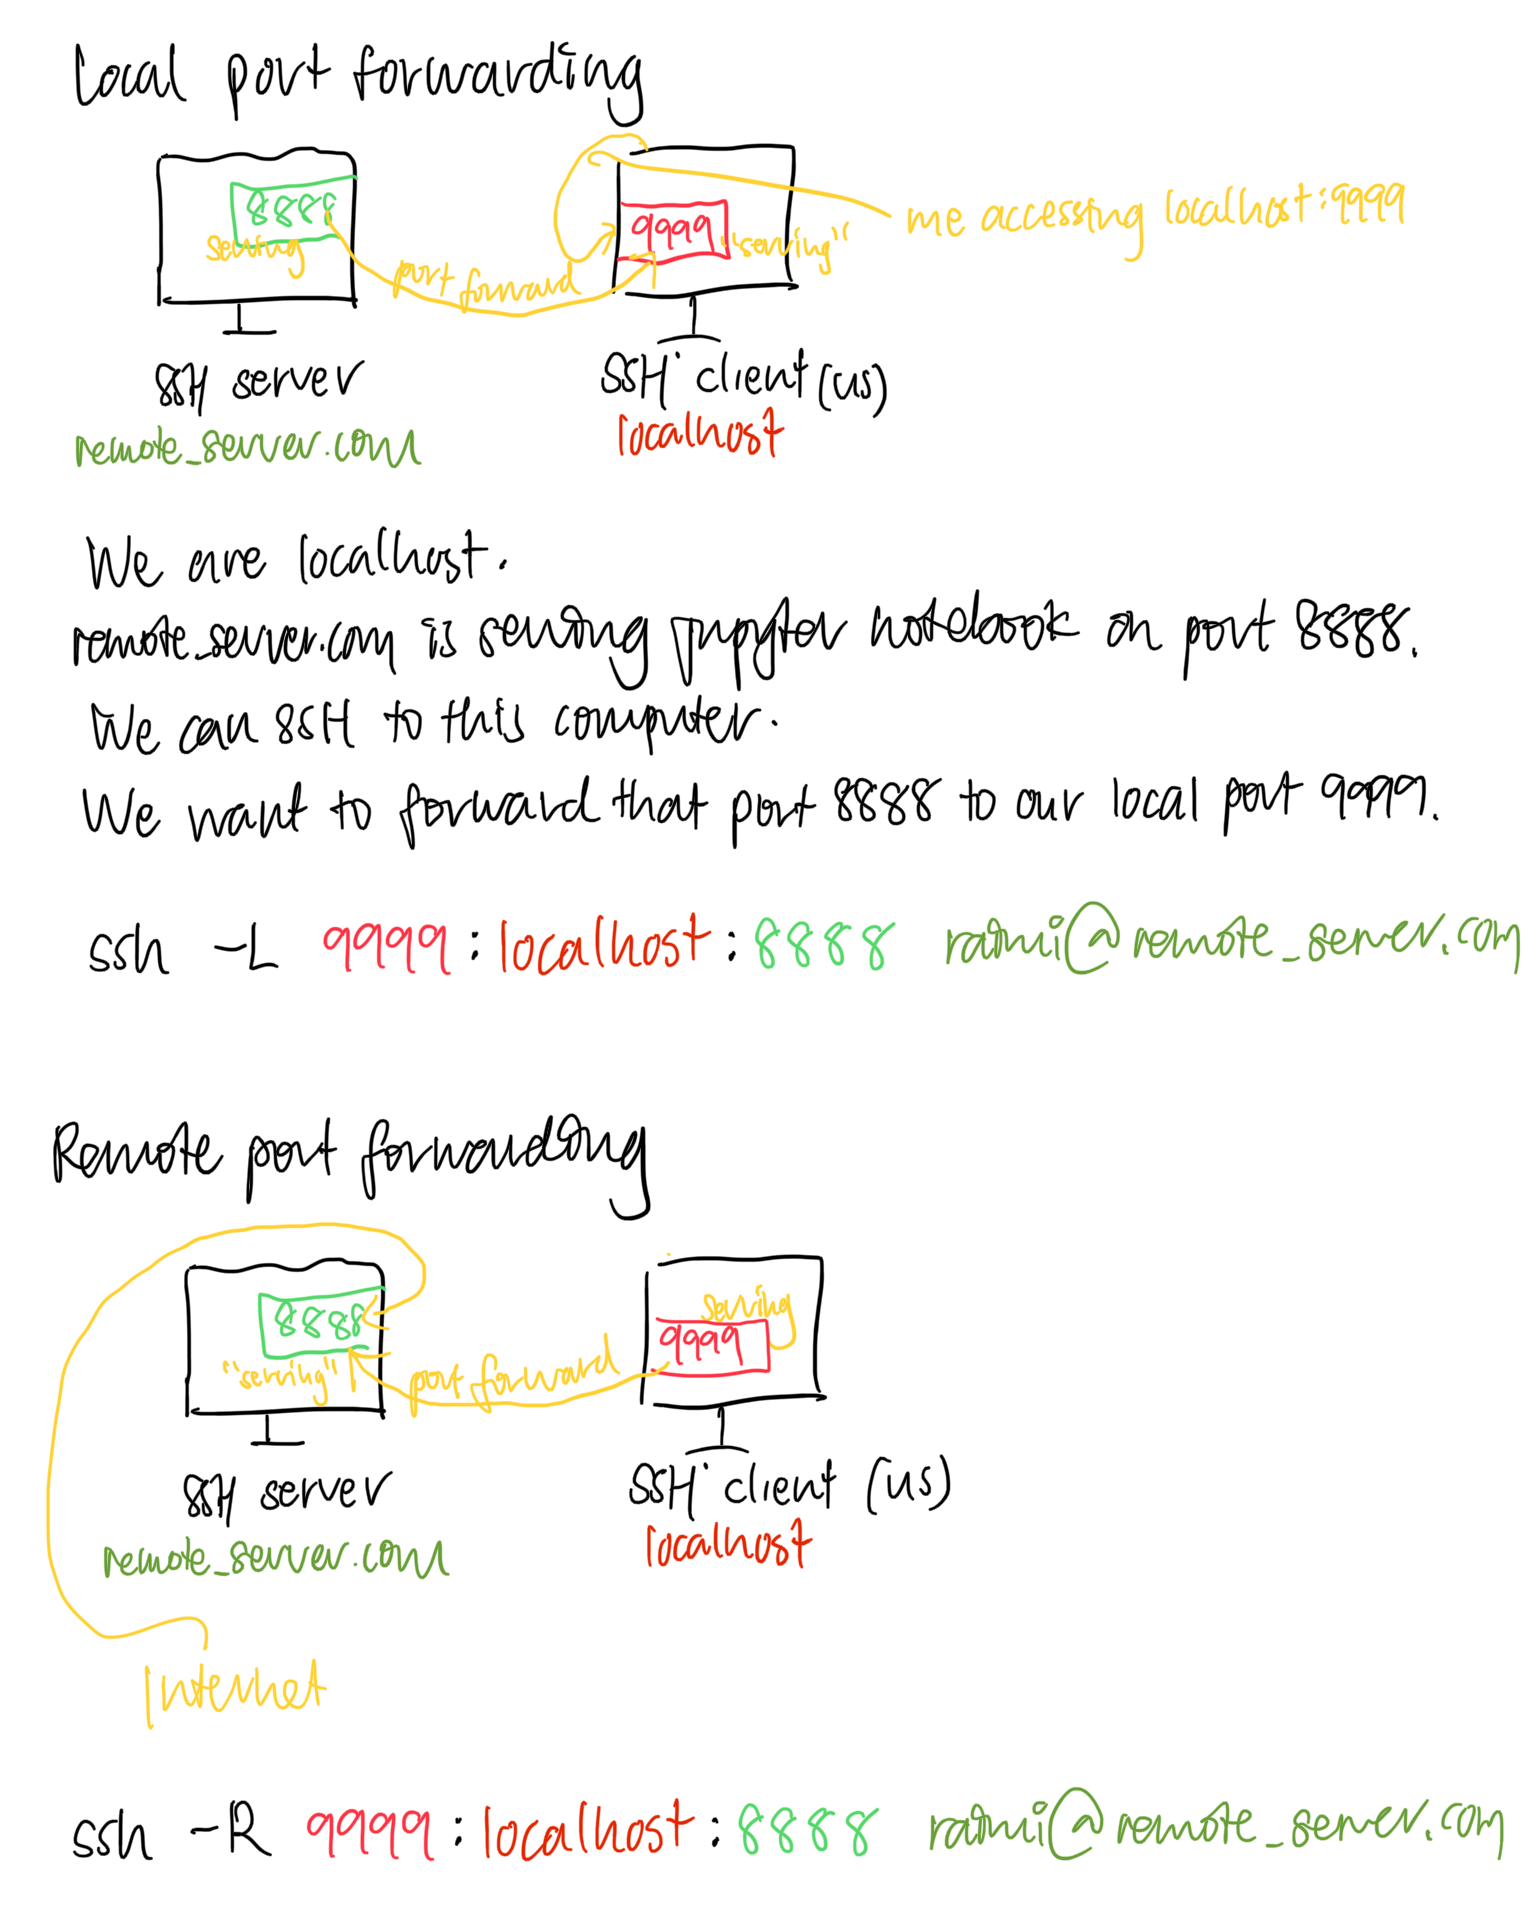 Local port forwarding
8888
serving
port forward
9999
"serving"
me accessing localhost:9999
SSH server
remote_server.com
SSH client (us)
localhost
We are localhost.
remote_server.com is serving jupyter notebook on port 8888.
We can SSH to this computer.
We want to forward that port 8888 to our local port 9999.
ssh -L 9999:localhost:8888 ratmi@remote_server.com
Remote port forwarding
8888
"serving"
port forward
serving
9999
SSH server
remote_server.com
SSH client (us)
localhost
Internet
ssh -R 9999:localhost:8888 ratmi@remote_server.com